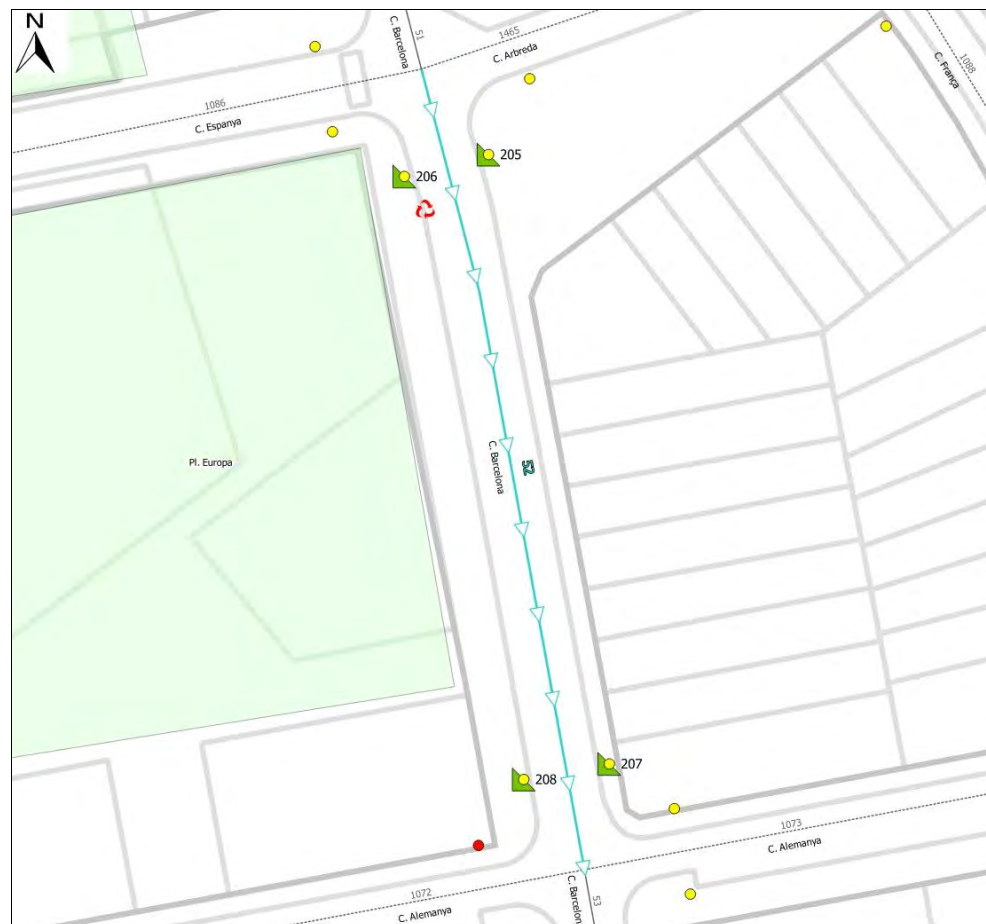 N
C. Barcelona
51
1465
C. Arbreda
C. França
1088
1086
C. Espanya
205
206
Pl. Europa
C. Barcelona
52
208
207
1073
C. Alemanya
1072
C. Alemanya
C. Barcelona
53